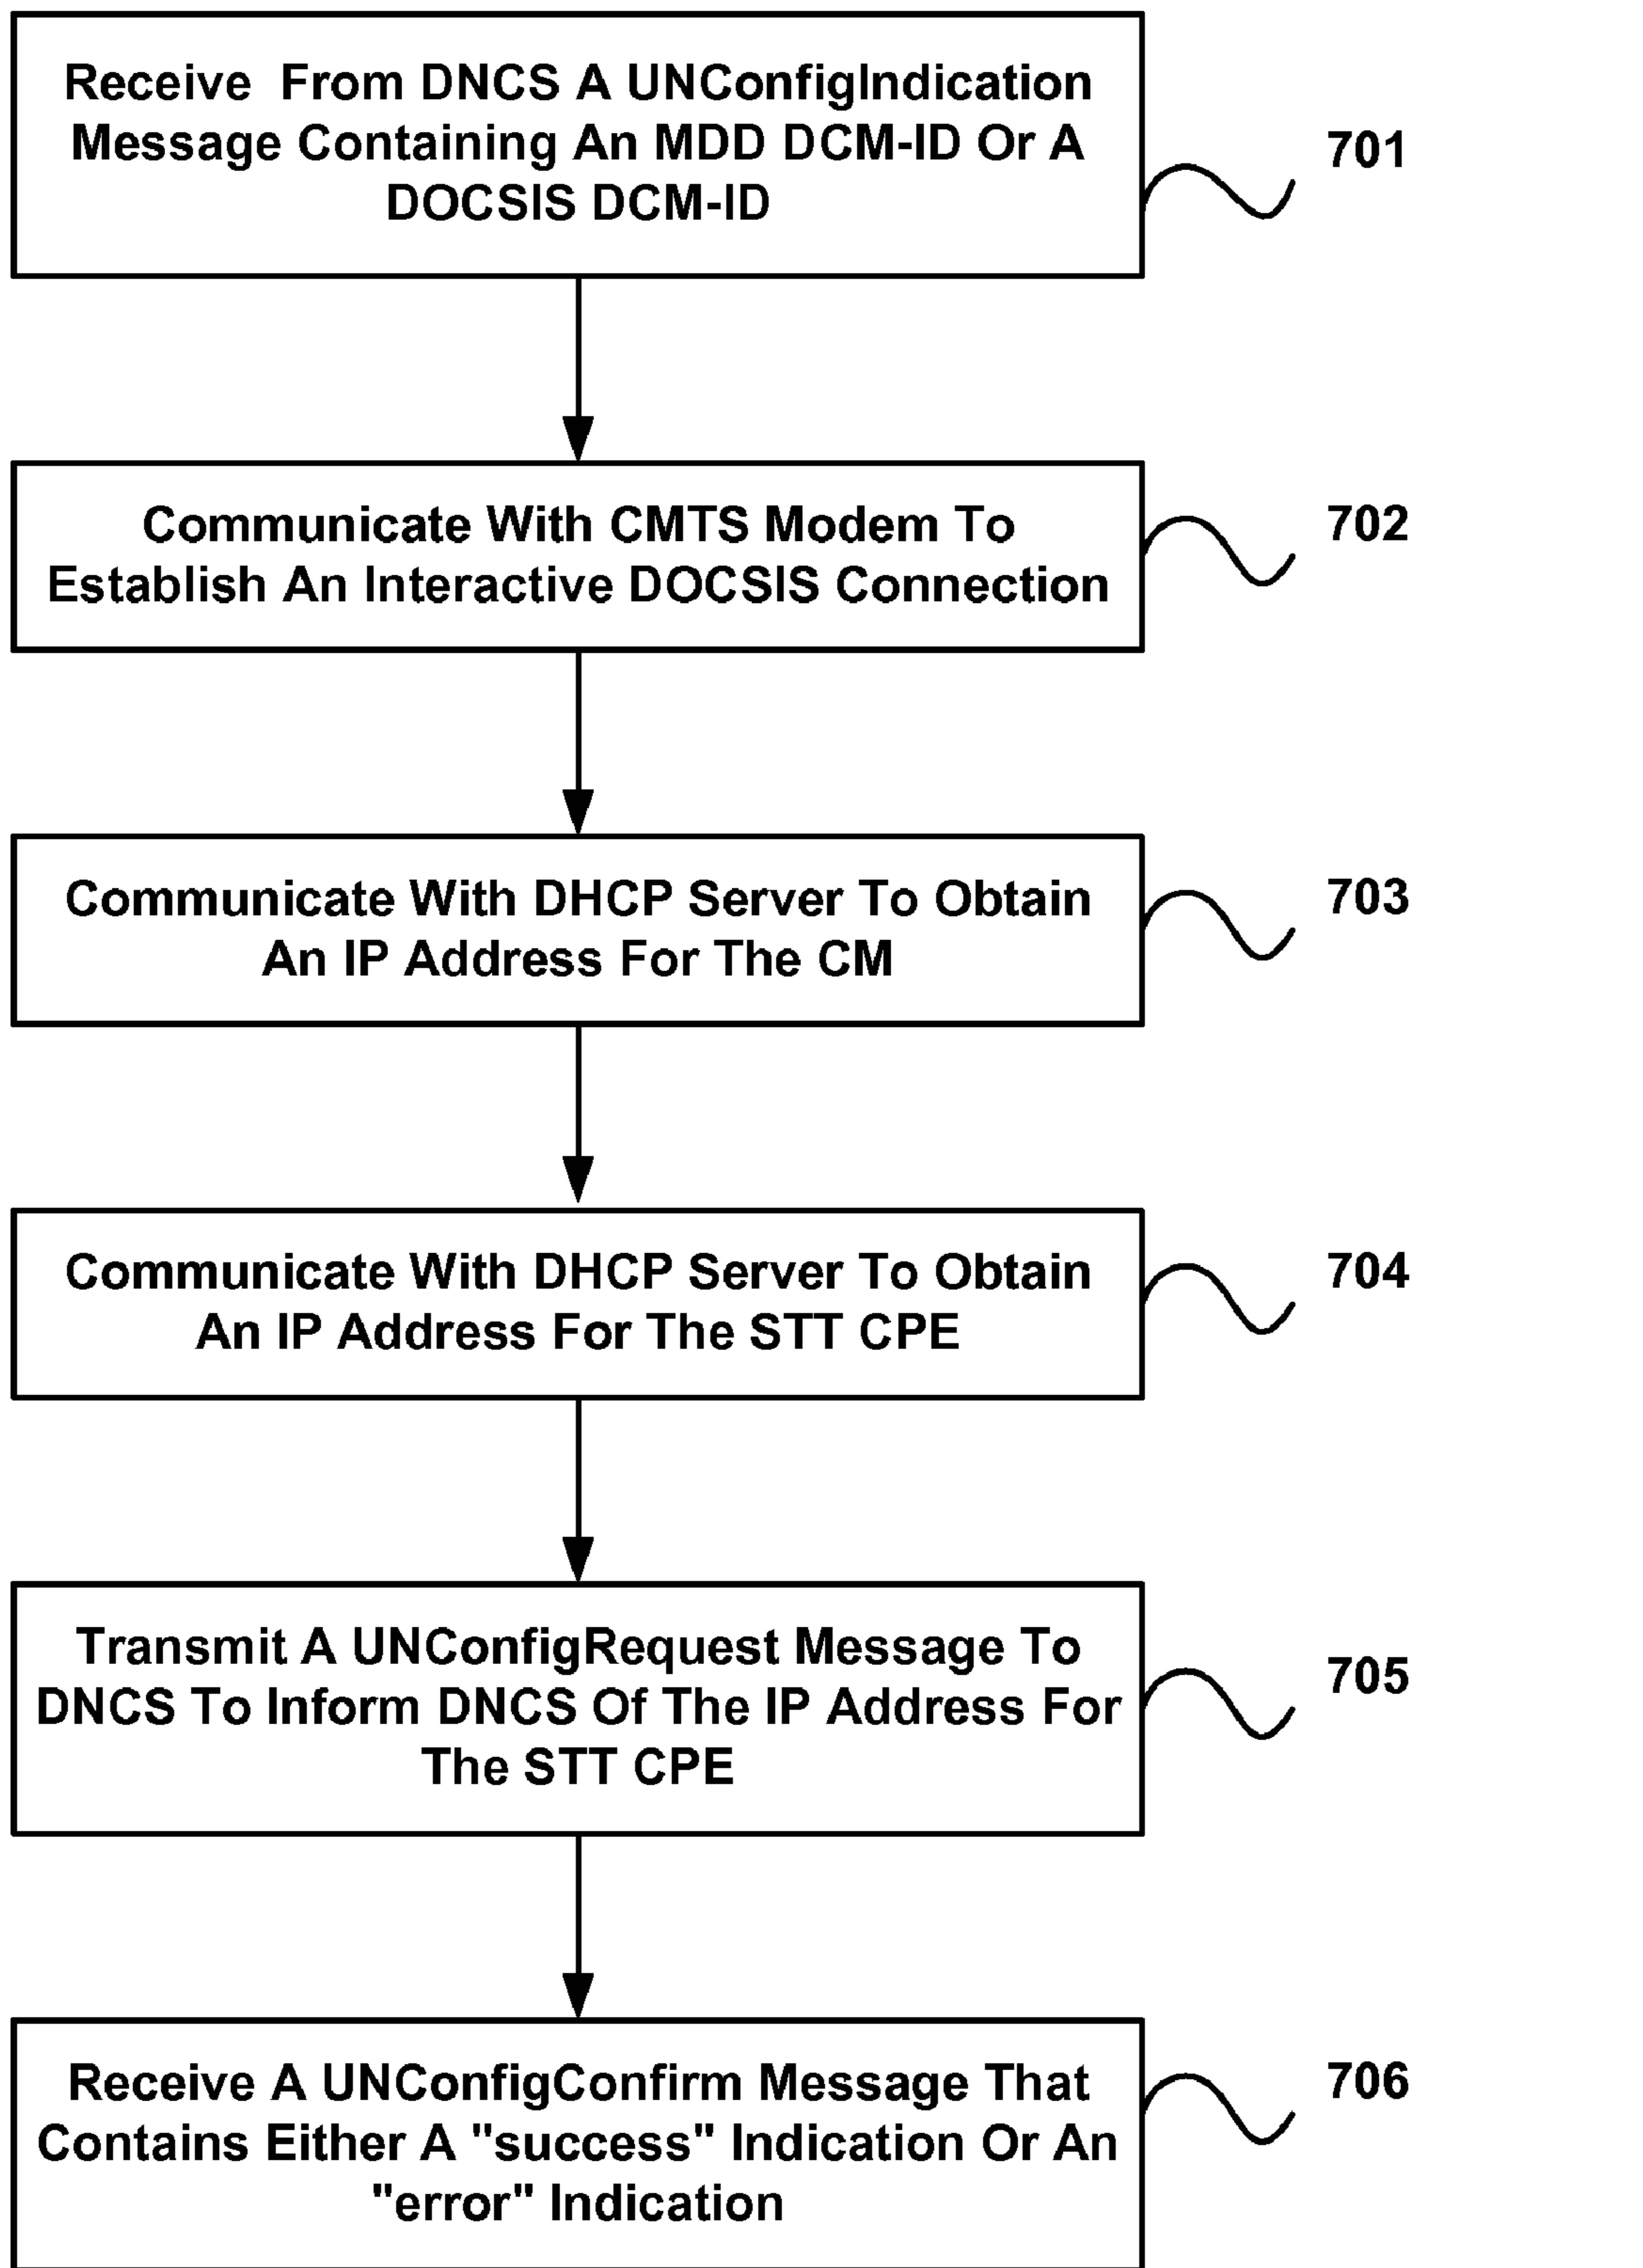 Receive From DNCS A UNConfigIndication
Message Containing An MDD DCM-ID Or A
DOCSIS DCM-ID
701
Communicate With CMTS Modem To
Establish An Interactive DOCSIS Connection
702
Communicate With DHCP Server To Obtain
An IP Address For The CM
703
Communicate With DHCP Server To Obtain
An IP Address For The STT CPE
704
Transmit A UNConfigRequest Message To
DNCS To Inform DNCS Of The IP Address For
The STT CPE
705
Receive A UNConfigConfirm Message That
Contains Either A "success" Indication Or An
"error" Indication
706